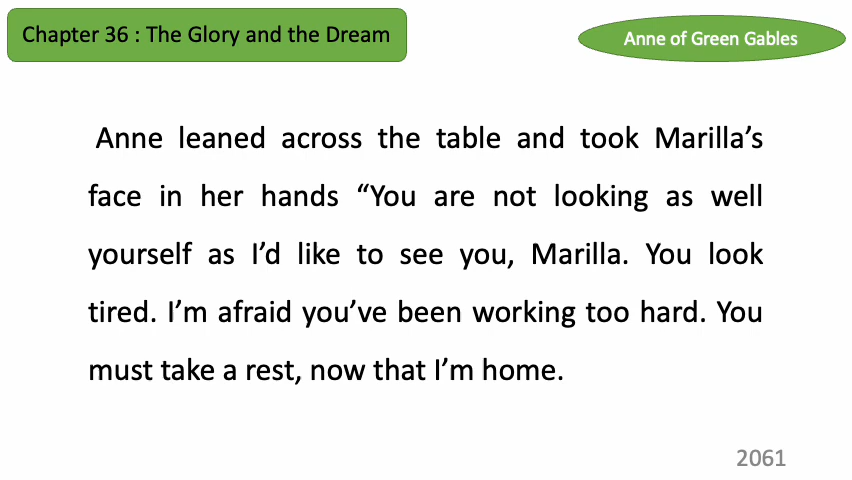 Chapter 36 : The Glory and the Dream
Anne of Green Gables
Anne leaned across the table and took Marilla’s
face in her hands “You are not looking as well
yourself as I’d like to see you, Marilla. You look
tired. I’m afraid you’ve been working too hard. You
must take a rest, now that I’m home.
2061